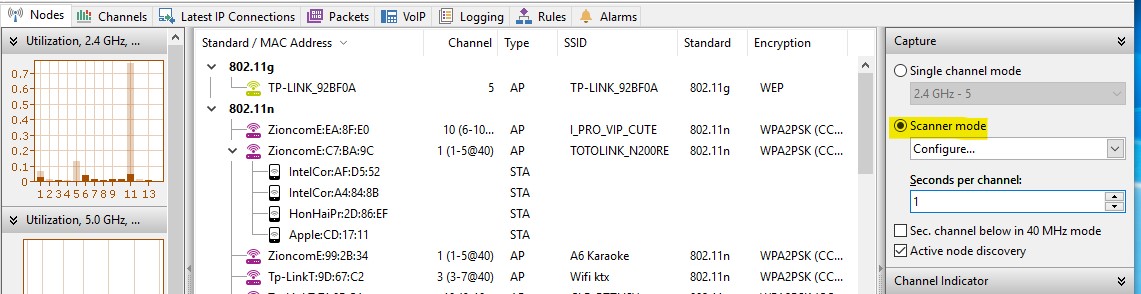 Nodes Channels Latest IP Connections Packets VoIP Logging Rules Alarms
Utilization, 2.4 GHz, ...
0.7
0.6
0.5
0.4
0.3
0.2
0.1
0
1 2 3 4 5 6 7 8 9 11 13
Utilization, 5.0 GHz, ...
Standard / MAC Address Channel Type SSID Standard Encryption
802.11g
TP-LINK_92BF0A 5 AP TP-LINK_92BF0A 802.11g WEP
802.11n
ZioncomE:EA:8F:E0 10 (6-10... AP I_PRO_VIP_CUTE 802.11n WPA2PSK (CC...
ZioncomE:C7:BA:9C 1 (1-5@40) AP TOTOLINK_N200RE 802.11n WPA2PSK (CC...
IntelCor:AF:D5:52 STA
IntelCor:A4:84:8B STA
HonHaiPr:2D:86:EF STA
Apple:CD:17:11 STA
ZioncomE:99:2B:34 1 (1-5@40) AP A6 Karaoke 802.11n WPA2PSK (CC...
Tp-LinkT:9D:67:C2 3 (3-7@40) AP Wifi ktx 802.11n WPA2PSK (CC...
Capture
Single channel mode
2.4 GHz - 5
Scanner mode
Configure...
Seconds per channel:
1
Sec. channel below in 40 MHz mode
Active node discovery
Channel Indicator